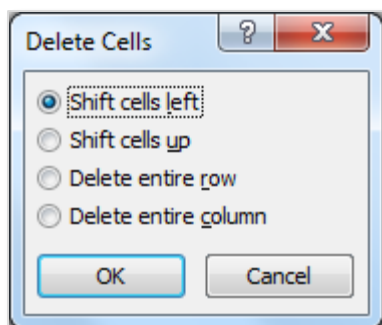 Delete Cells
Shift cells left
Shift cells up
Delete entire row
Delete entire column
OK Cancel